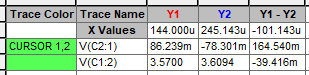 Trace Color Trace Name Y1 Y2 Y1 - Y2
X Values 144.000u 245.143u -101.143u
CURSOR 1,2 V(C2:1) 86.239m -78.301m 164.540m
V(C1:2) 3.5700 3.6094 -39.416m